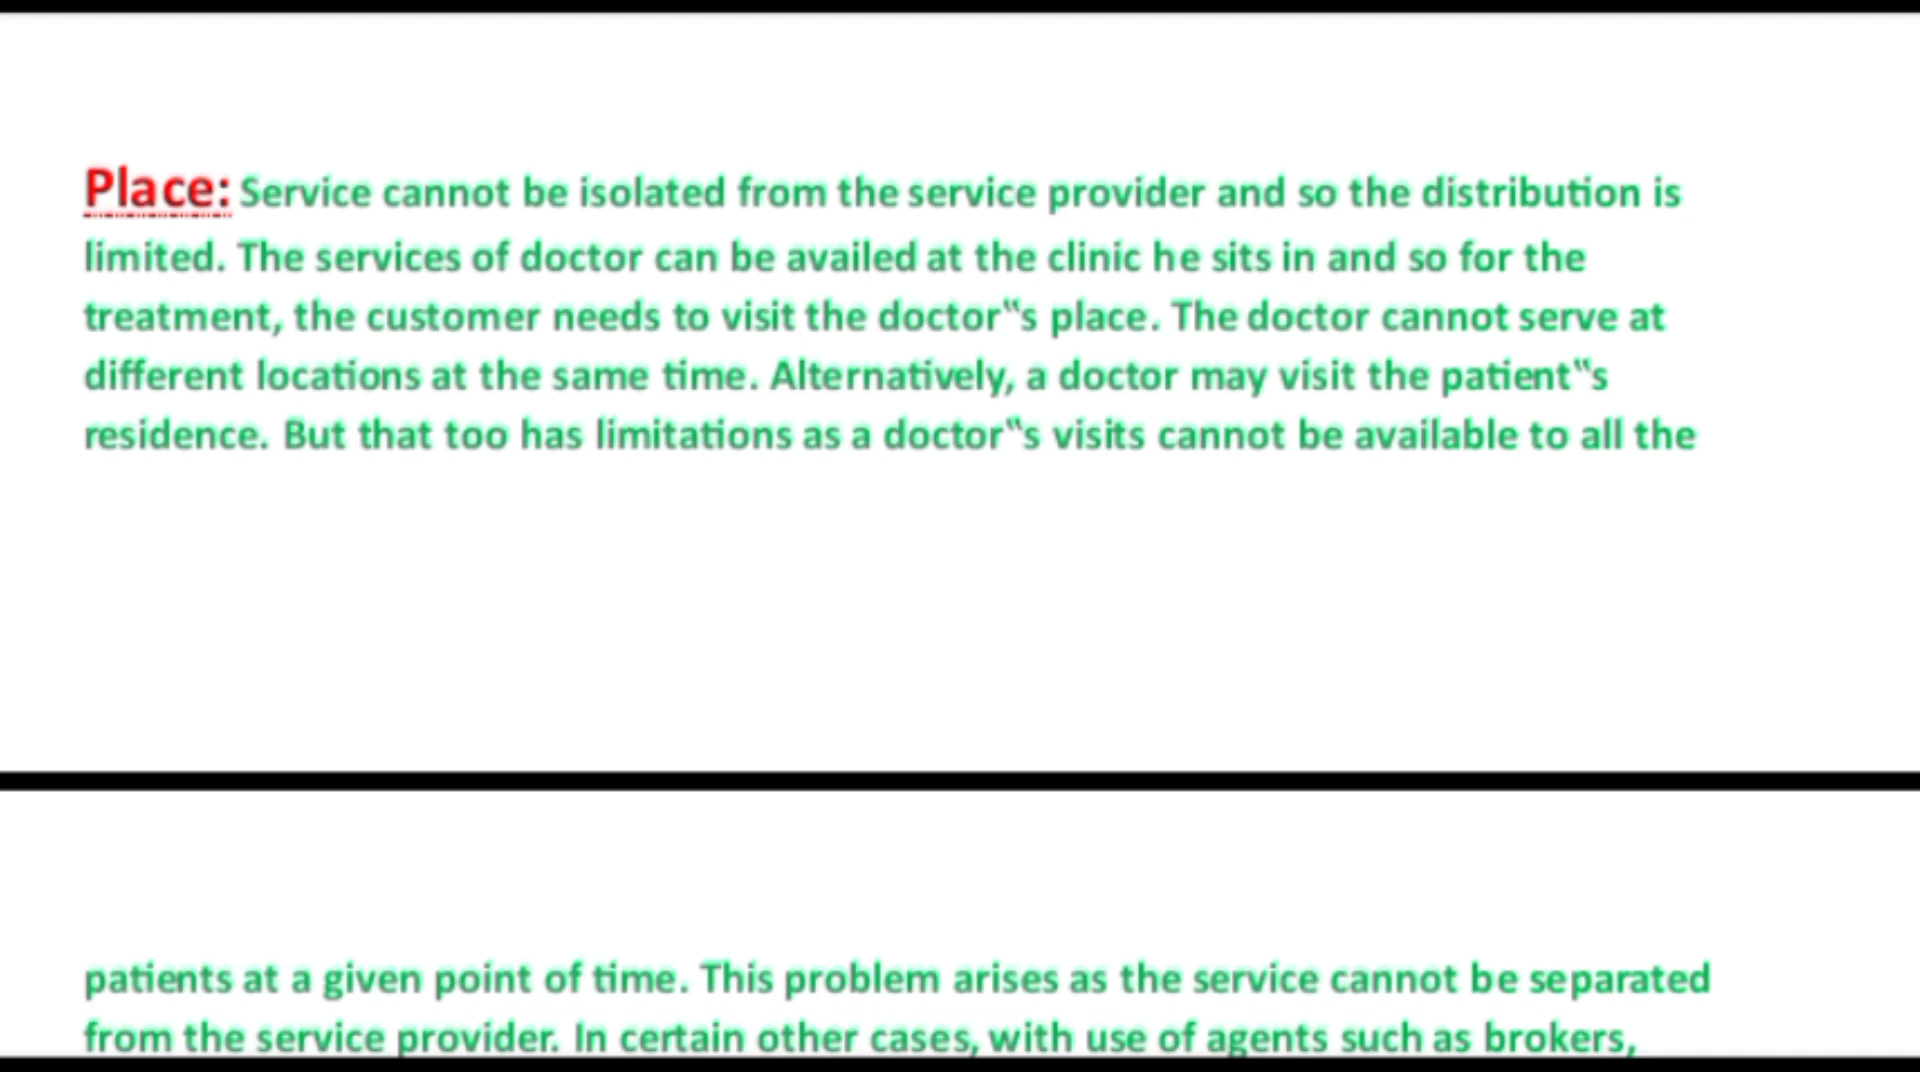 Place: Service cannot be isolated from the service provider and so the distribution is
limited. The services of doctor can be availed at the clinic he sits in and so for the
treatment, the customer needs to visit the doctor‟s place. The doctor cannot serve at
different locations at the same time. Alternatively, a doctor may visit the patient‟s
residence. But that too has limitations as a doctor‟s visits cannot be available to all the
patients at a given point of time. This problem arises as the service cannot be separated
from the service provider. In certain other cases, with use of agents such as brokers,